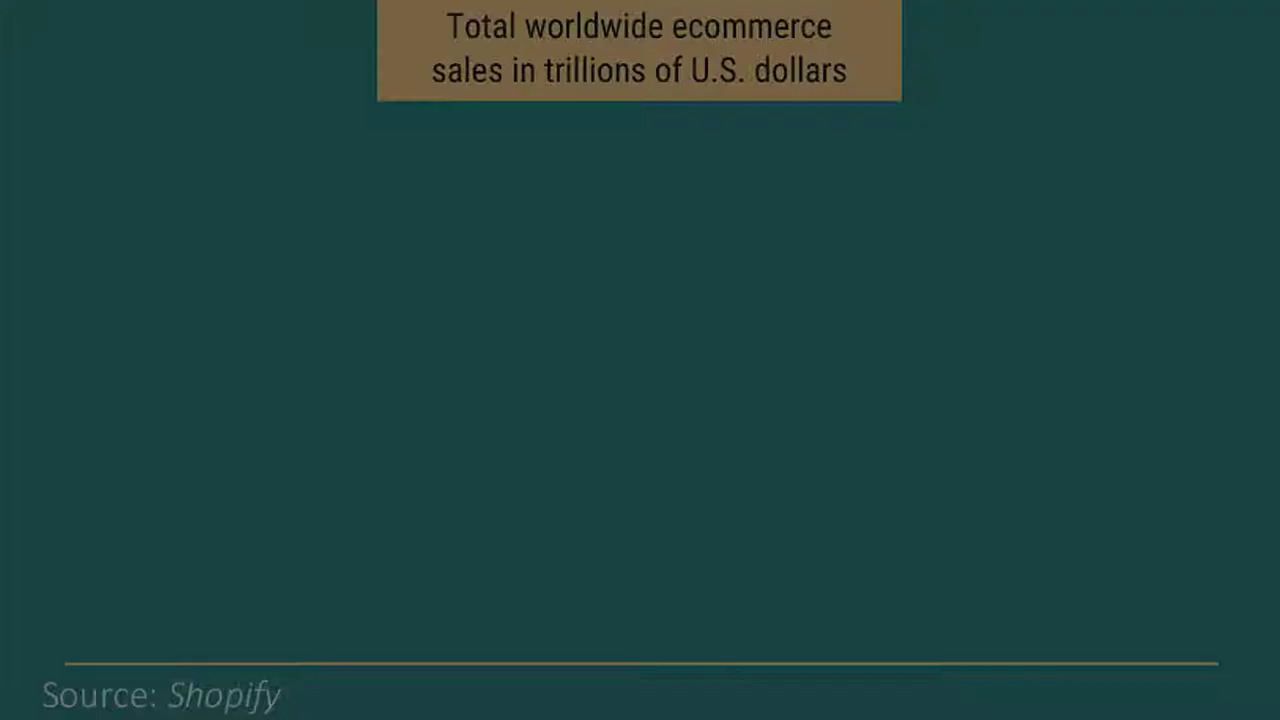 Total worldwide ecommerce
sales in trillions of U.S. dollars
Source: Shopify